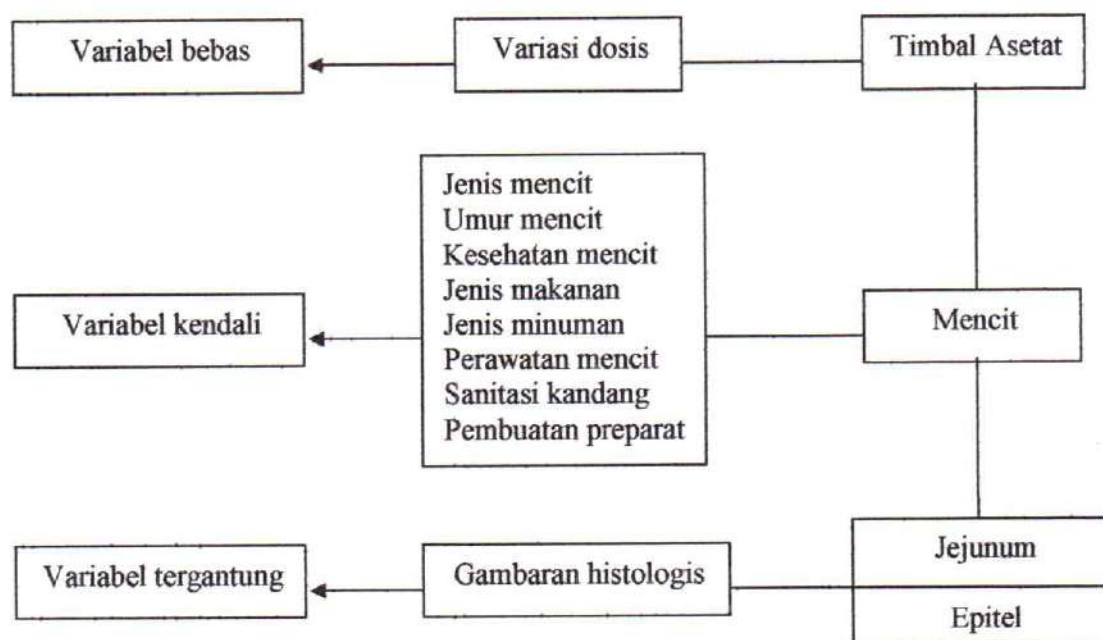 Variabel bebas
Variasi dosis
Timbal Asetat
Jenis mencit
Umur mencit
Kesehatan mencit
Jenis makanan
Jenis minuman
Perawatan mencit
Sanitasi kandang
Pembuatan preparat
Variabel kendali
Mencit
Variabel tergantung
Gambaran histologis
Jejunum
Epitel